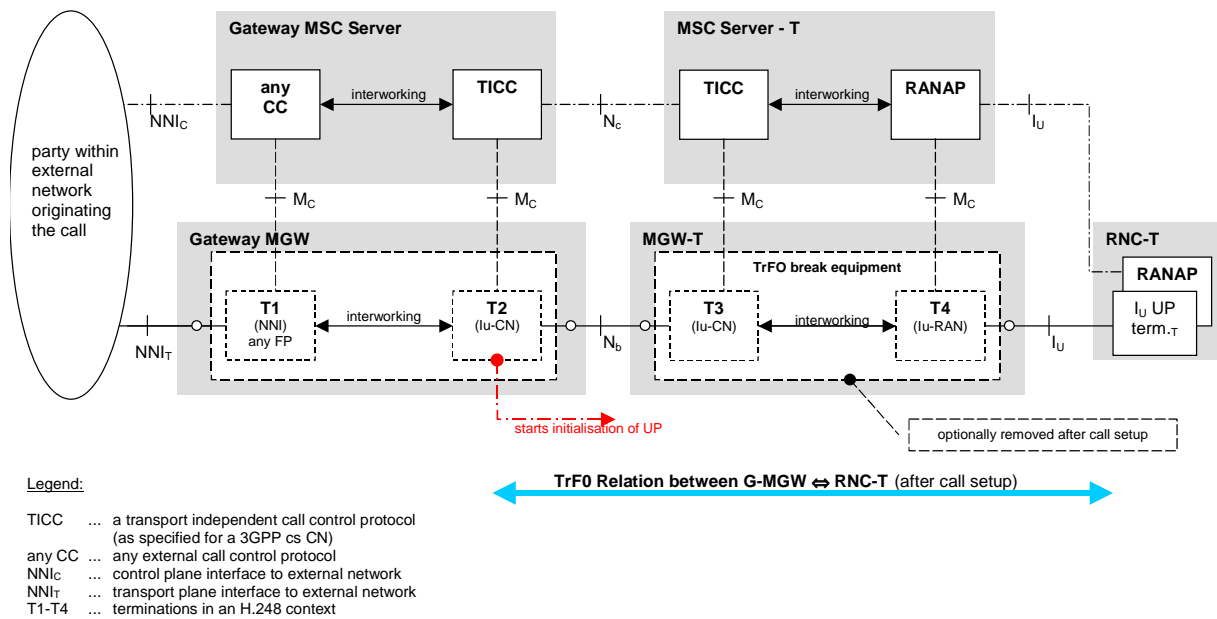 Gateway MSC Server
MSC Server - T
any
CC
interworking
TICC
TICC
interworking
RANAP
NNIC
NC
IU
party within
external
network
originating
the call
MC
MC
MC
MC
Gateway MGW
MGW-T
RNC-T
TrFO break equipment
RANAP
T1
(NNI)
any FP
interworking
T2
(Iu-CN)
T3
(Iu-CN)
interworking
T4
(Iu-RAN)
IU UP
term.T
NNIT
Nb
IU
starts initialisation of UP
optionally removed after call setup
TrF0 Relation between G-MGW ⇔ RNC-T (after call setup)
Legend:
TICC ... a transport independent call control protocol
(as specified for a 3GPP cs CN)
any CC ... any external call control protocol
NNIC ... control plane interface to external network
NNIT ... transport plane interface to external network
T1-T4 ... terminations in an H.248 context